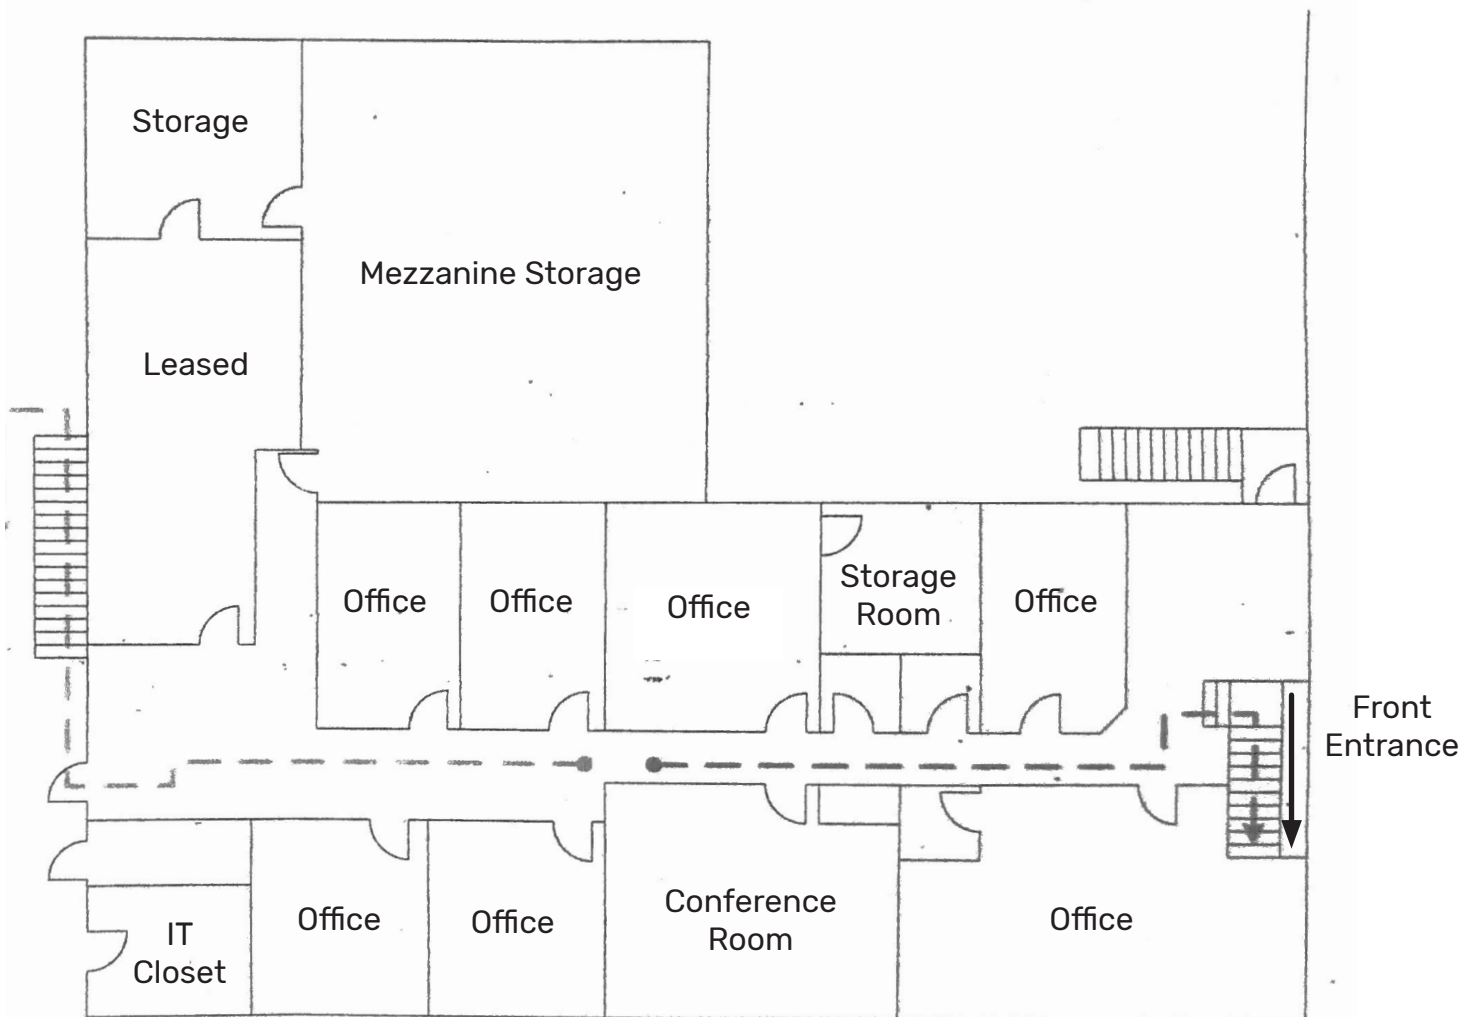 Storage
Mezzanine Storage
Leased
Office
Office
Office
Storage
Room
Office
Front
Entrance
IT
Closet
Office
Office
Conference
Room
Office